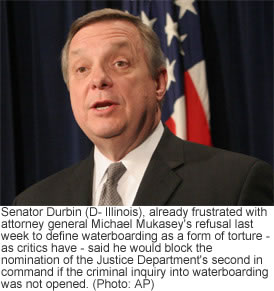 Senator Durbin (D- Illinois), already frustrated with
attorney general Michael Mukasey's refusal last
week to define waterboarding as a form of torture -
as critics have - said he would block the
nomination of the Justice Department's second in
command if the criminal inquiry into waterboarding
was not opened. (Photo: AP)